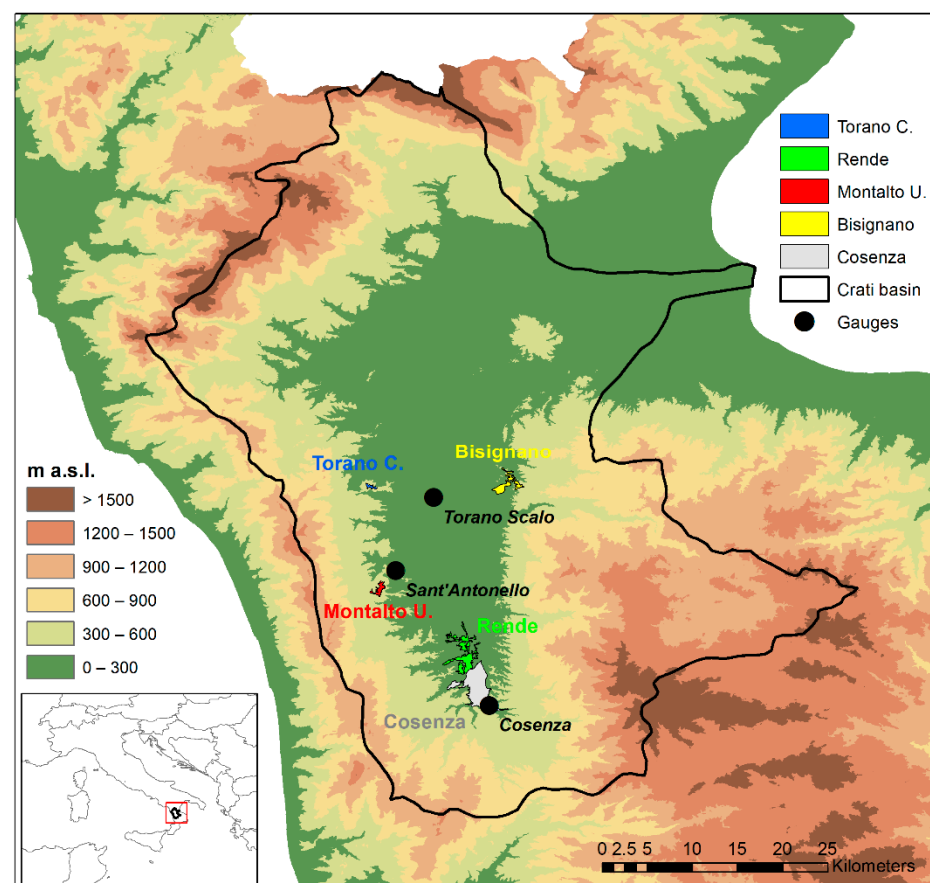 Torano C.
Rende
Montalto U.
Bisignano
Cosenza
Crati basin
Gauges
Bisignano
Torano C.
Torano Scalo
Sant'Antonello
Montalto U.
Rende
Cosenza
Cosenza
m a.s.l.
> 1500
1200 – 1500
900 – 1200
600 – 900
300 – 600
0 – 300
0 2.5 5 10 15 20 25
Kilometers